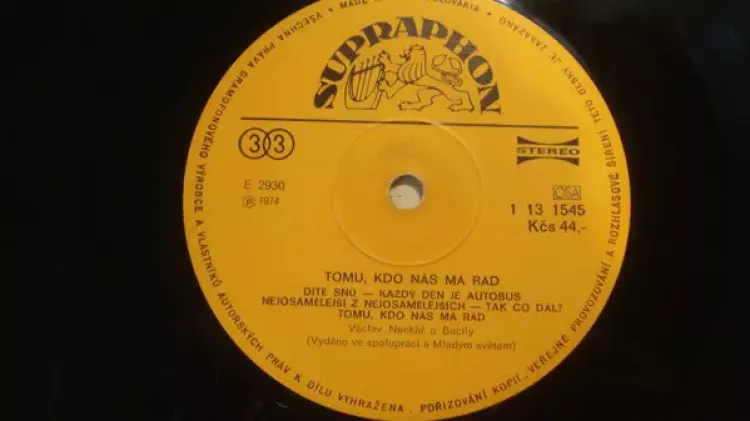 SUPRAPHON
33
STEREO
E 2930
Ⓟ 1974
OSA
1 13 1545
Kčs 44,-
TOMU, KDO NÁS MÁ RÁD
DÍTĚ SNŮ — KAŽDÝ DEN JE AUTOBUS
NEJOSAMĚLEJŠÍ Z NEJOSAMĚLEJŠÍCH — TAK CO DÁL?
TOMU, KDO NÁS MÁ RÁD
Václav Neckář a Bacily
(Vydáno ve spolupráci s Mladým světem)
VŠECHNA PRÁVA GRAMOFONOVÉHO VÝROBCE A VLASTNÍKŮ AUTORSKÝCH PRÁV K DÍLU VYHRAŽENA. POŘIZOVÁNÍ KOPIÍ, VEREJNÉ PROVOZOVÁNÍ A ROZHLASOVÉ ŠÍŘENÍ TÉTO DESKY JE ZAKÁZÁNO
• MADE